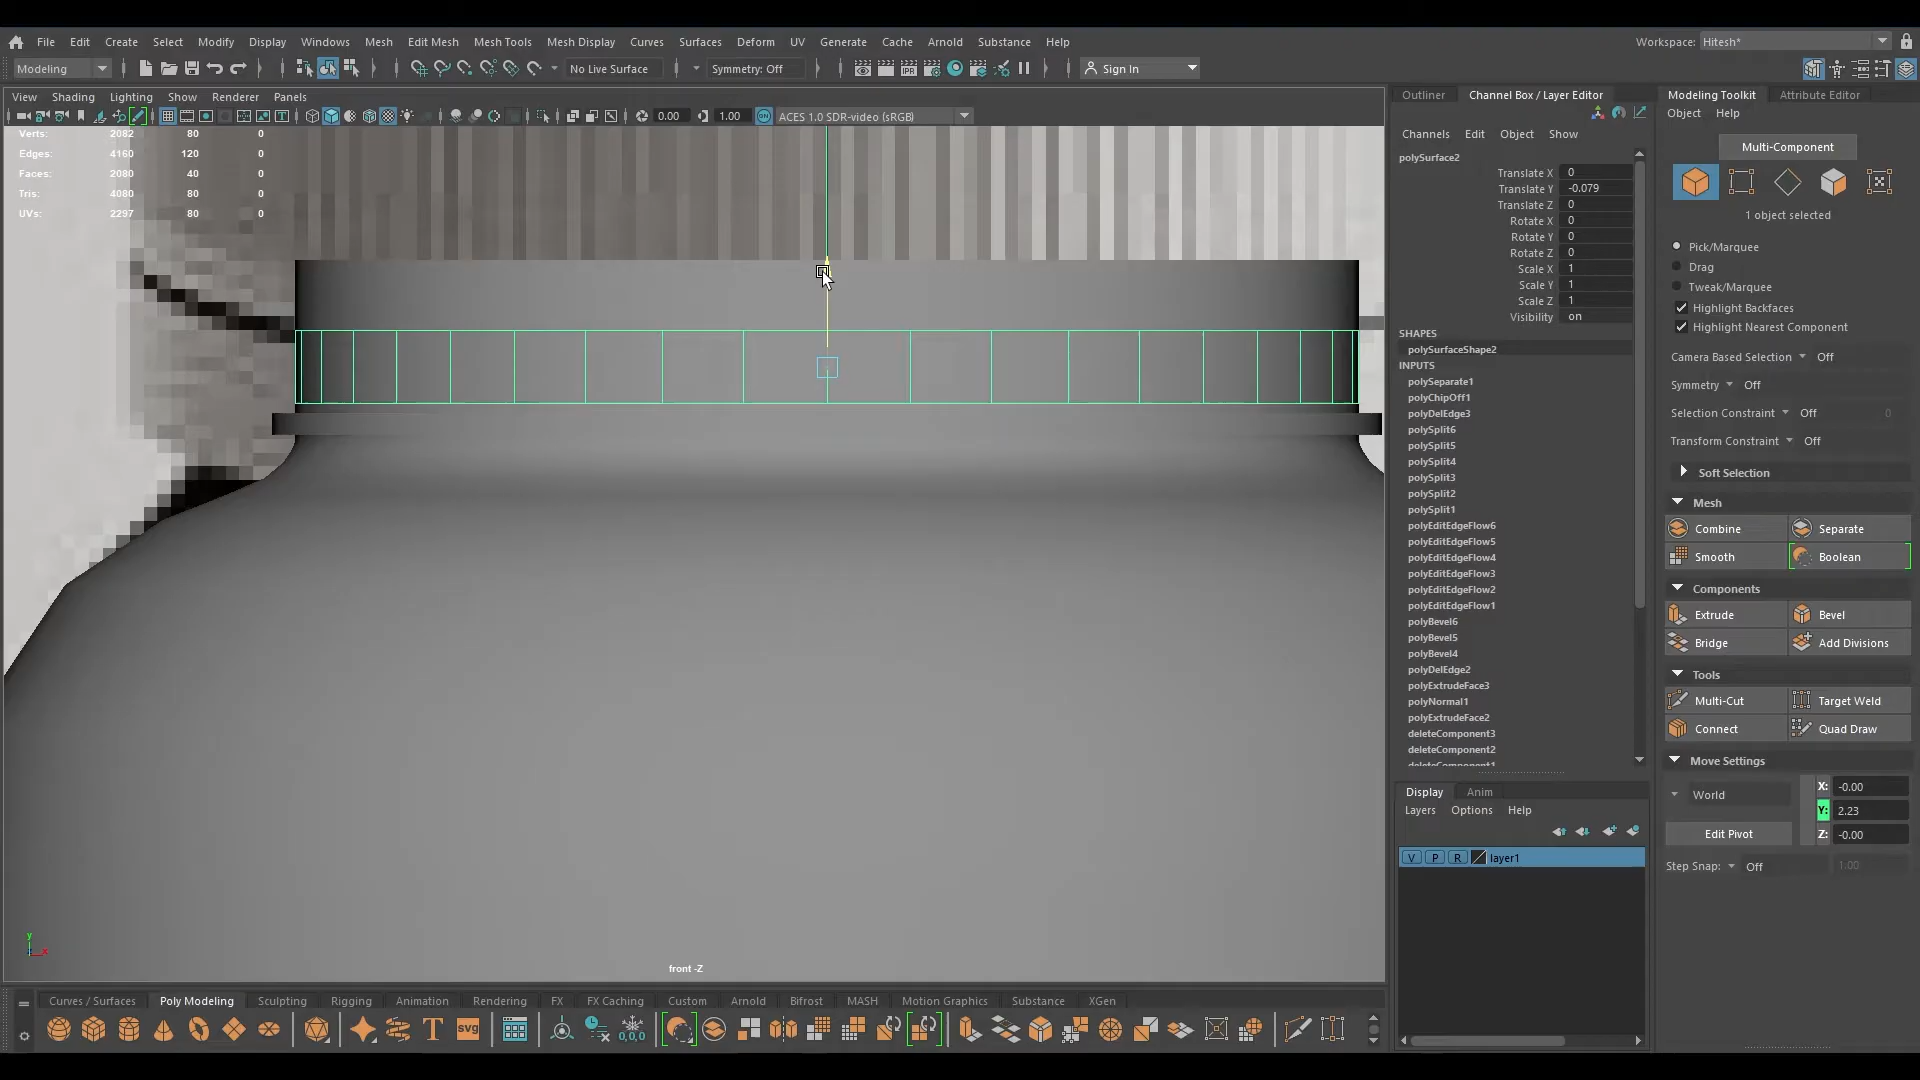 File Edit Create Select Modify Display Windows Mesh Edit Mesh Mesh Tools Mesh Display Curves Surfaces Deform UV Generate Cache Arnold Substance Help Workspace: Hitesh*
Modeling No Live Surface Symmetry: Off Sign In
View Shading Lighting Show Renderer Panels
0.00 1.00 ON ACES 1.0 SDR-video (sRGB)
Verts: 2082 80 0
Edges: 4160 120 0
Faces: 2080 40 0
Tris: 4080 80 0
UVs: 2297 80 0
front -Z
y
x
Outliner Channel Box / Layer Editor
Channels Edit Object Show
polySurface2
Translate X 0
Translate Y -0.079
Translate Z 0
Rotate X 0
Rotate Y 0
Rotate Z 0
Scale X 1
Scale Y 1
Scale Z 1
Visibility on
SHAPES
polySurfaceShape2
INPUTS
polySeparate1
polyChipOff1
polyDelEdge3
polySplit6
polySplit5
polySplit4
polySplit3
polySplit2
polySplit1
polyEditEdgeFlow6
polyEditEdgeFlow5
polyEditEdgeFlow4
polyEditEdgeFlow3
polyEditEdgeFlow2
polyEditEdgeFlow1
polyBevel6
polyBevel5
polyBevel4
polyDelEdge2
polyExtrudeFace3
polyNormal1
polyExtrudeFace2
deleteComponent3
deleteComponent2
deleteComponent1
Display Anim
Layers Options Help
V P R layer1
Modeling Toolkit Attribute Editor
Object Help
Multi-Component
1 object selected
Pick/Marquee
Drag
Tweak/Marquee
Highlight Backfaces
Highlight Nearest Component
Camera Based Selection Off
Symmetry Off
Selection Constraint Off 0
Transform Constraint Off
Soft Selection
Mesh
Combine Separate
Smooth Boolean
Components
Extrude Bevel
Bridge Add Divisions
Tools
Multi-Cut Target Weld
Connect Quad Draw
Move Settings
World X: -0.00
Y: 2.23
Edit Pivot Z: -0.00
Step Snap: Off 1.00
Curves / Surfaces Poly Modeling Sculpting Rigging Animation Rendering FX FX Caching Custom Arnold Bifrost MASH Motion Graphics Substance XGen
T svg 0,0,0